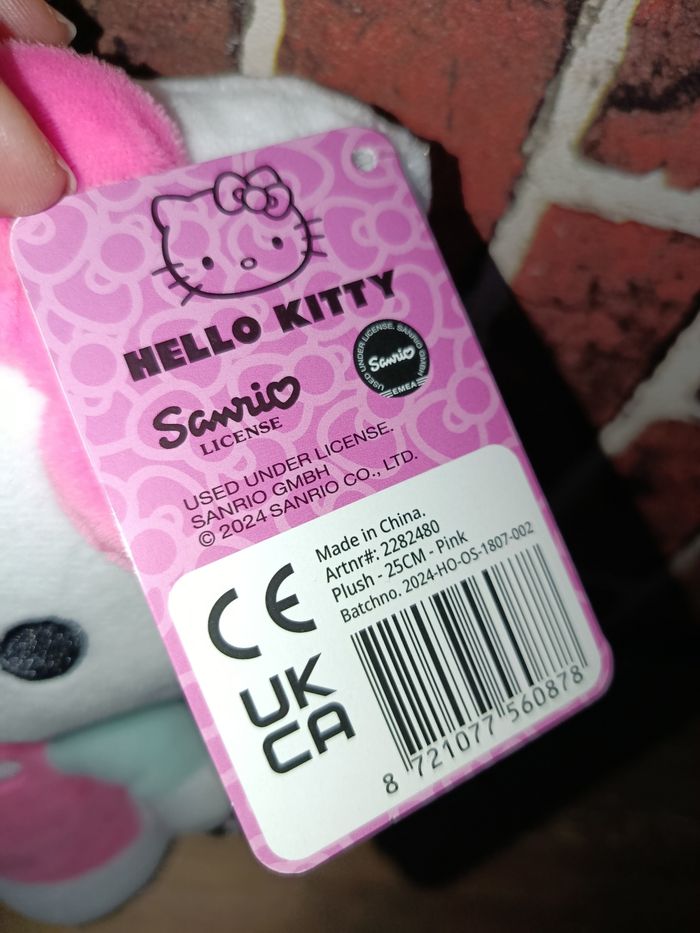 HELLO KITTY
Sanrio
LICENSE
USED UNDER LICENSE. SANRIO GMBH
Sanrio
EMEA
USED UNDER LICENSE.
SANRIO GMBH
© 2024 SANRIO CO., LTD.
Made in China.
Artnr#: 2282480
Plush - 25CM - Pink
Batchno. 2024-HO-OS-1807-002
CE
UK
CA
8 721077 560878